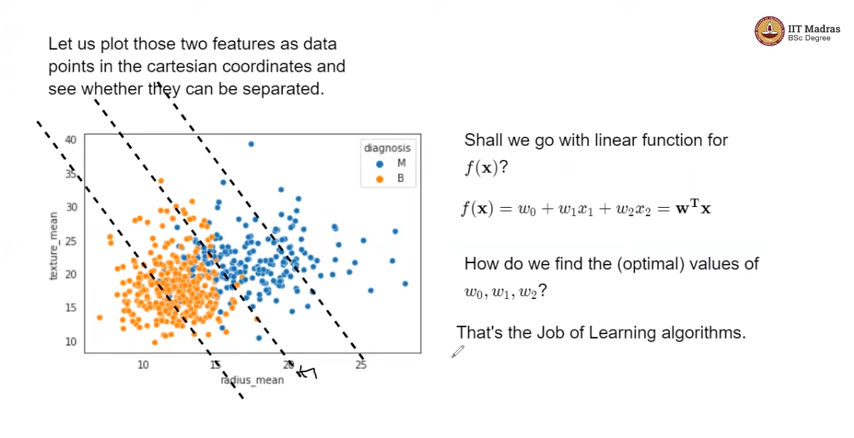 IIT Madras
BSc Degree
Let us plot those two features as data
points in the cartesian coordinates and
see whether they can be separated.
40
35
30
25
20
15
10
texture_mean
diagnosis
M
B
10
15
20
25
radius_mean
Shall we go with linear function for
f(𝐱)?
f(𝐱) = w₀ + w₁x₁ + w₂x₂ = 𝐰ᵀ𝐱
How do we find the (optimal) values of
w₀, w₁, w₂?
That's the Job of Learning algorithms.